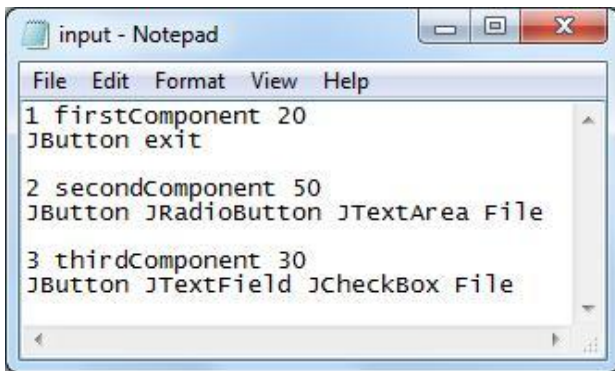 input - Notepad
File Edit Format View Help
1 firstComponent 20
JButton exit
2 secondComponent 50
JButton JRadioButton JTextArea File
3 thirdComponent 30
JButton JTextField JCheckBox File